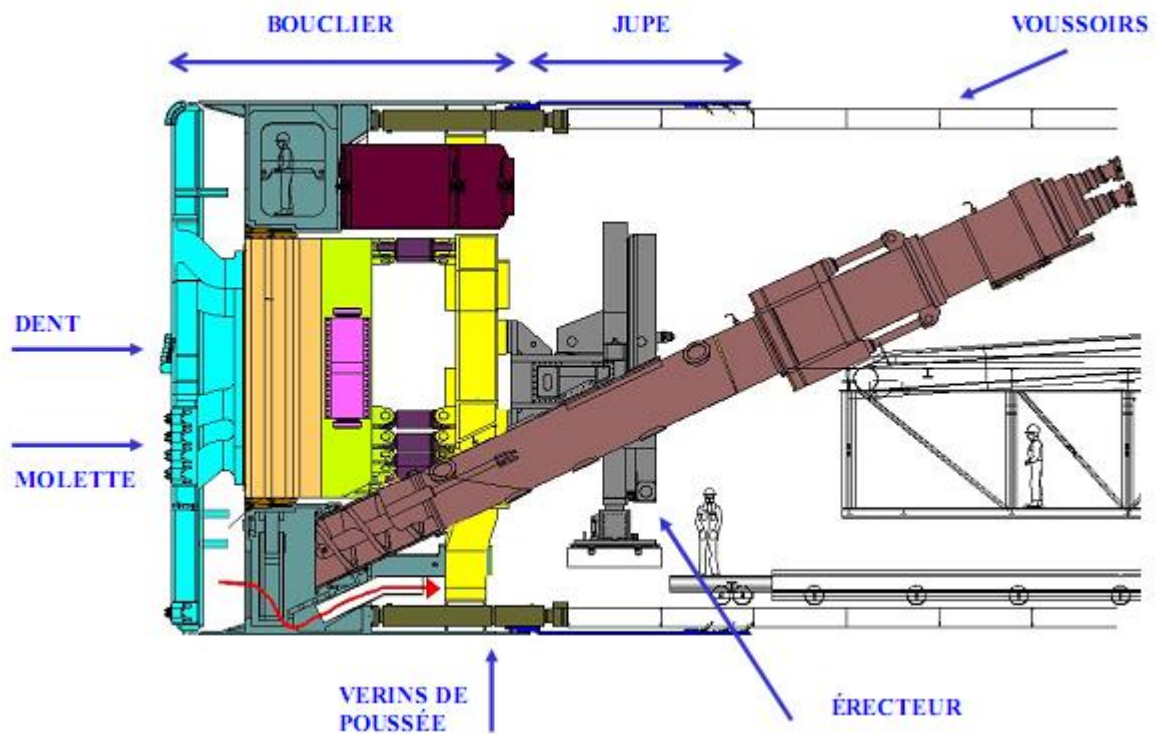 BOUCLIER
JUPE
VOUSSOIRS
DENT
MOLETTE
VERINS DE
POUSSÉE
ÉRECTEUR